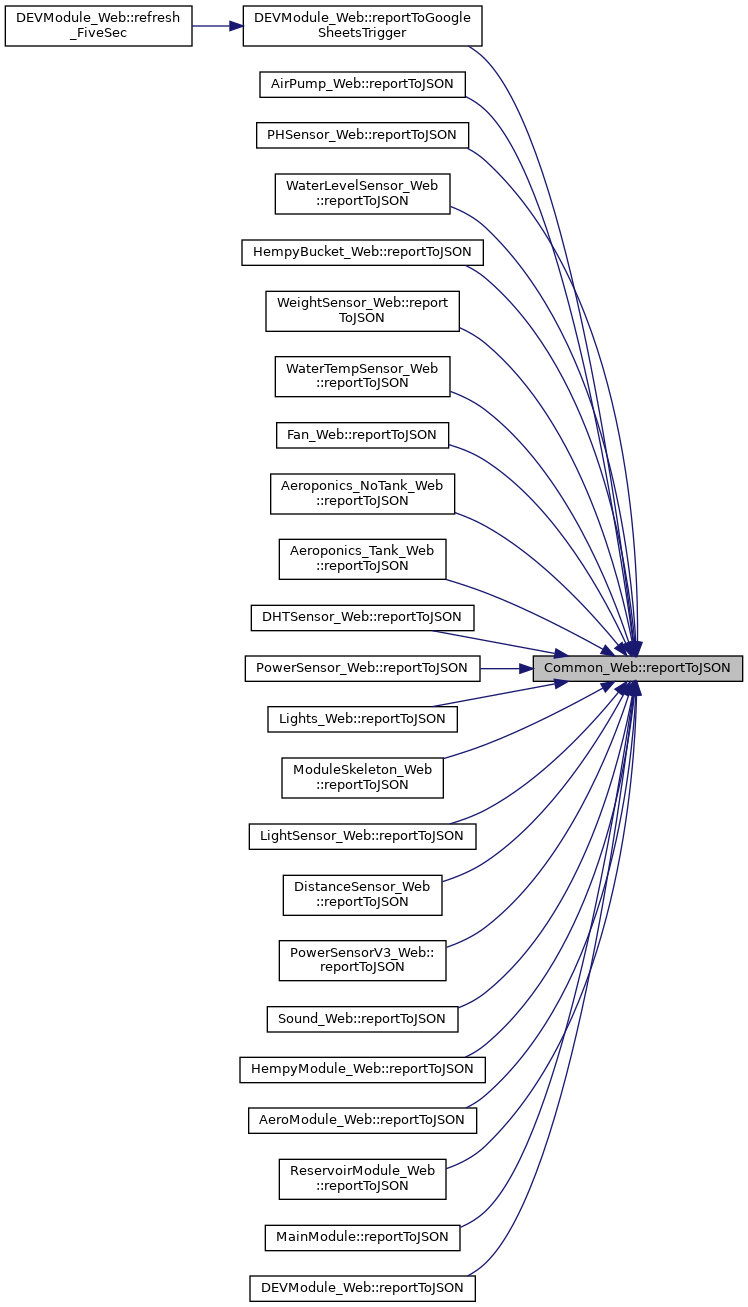 DEVModule_Web::refresh
_FiveSec
DEVModule_Web::reportToGoogle
SheetsTrigger
AirPump_Web::reportToJSON
PHSensor_Web::reportToJSON
WaterLevelSensor_Web
::reportToJSON
HempyBucket_Web::reportToJSON
WeightSensor_Web::report
ToJSON
WaterTempSensor_Web
::reportToJSON
Fan_Web::reportToJSON
Aeroponics_NoTank_Web
::reportToJSON
Aeroponics_Tank_Web
::reportToJSON
DHTSensor_Web::reportToJSON
PowerSensor_Web::reportToJSON
Common_Web::reportToJSON
Lights_Web::reportToJSON
ModuleSkeleton_Web
::reportToJSON
LightSensor_Web::reportToJSON
DistanceSensor_Web
::reportToJSON
PowerSensorV3_Web::
reportToJSON
Sound_Web::reportToJSON
HempyModule_Web::reportToJSON
AeroModule_Web::reportToJSON
ReservoirModule_Web
::reportToJSON
MainModule::reportToJSON
DEVModule_Web::reportToJSON